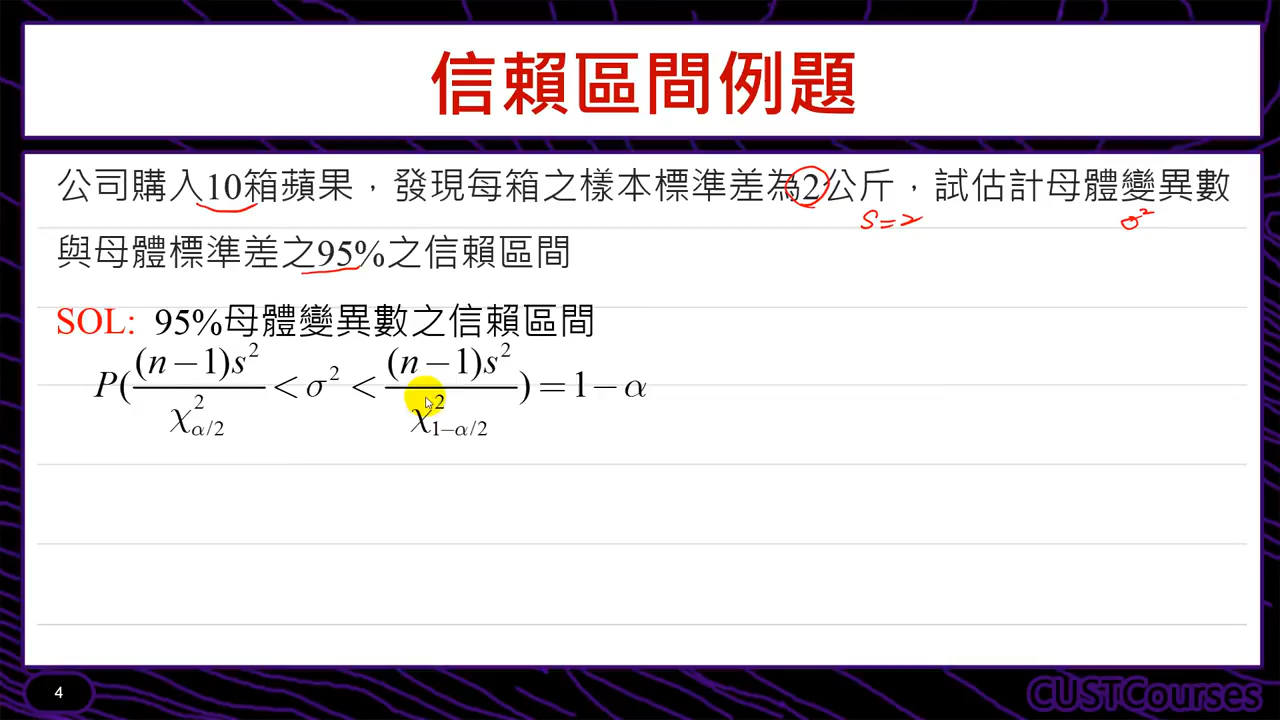 信賴區間例題
公司購入10箱蘋果，發現每箱之樣本標準差為2公斤，試估計母體變異數
S=2
σ²
與母體標準差之95%之信賴區間
SOL: 95%母體變異數之信賴區間
P((n−1)s²/χ²_{α/2} < σ² < (n−1)s²/χ²_{1−α/2}) = 1−α
4
CUSTCourses